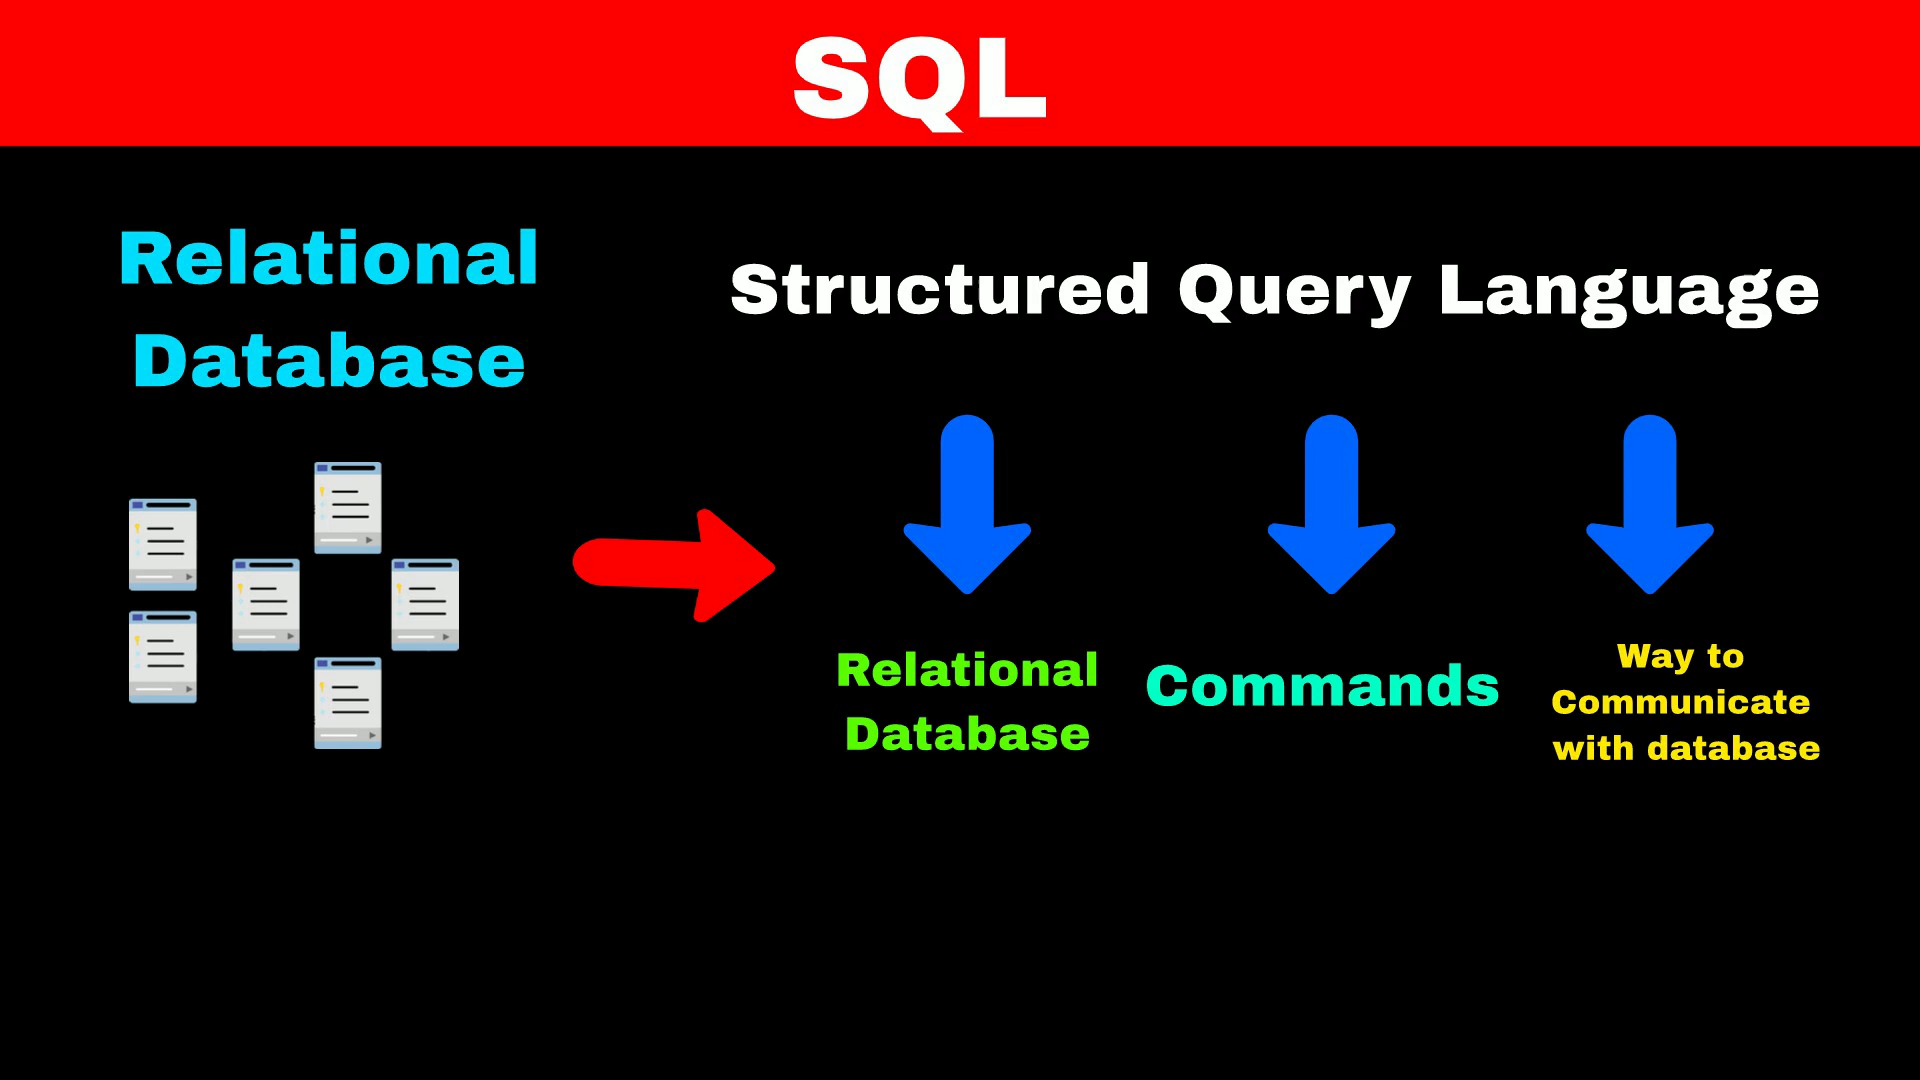 SQL
Relational
Database
Structured Query Language
Relational
Database
Commands
Way to
Communicate
with database